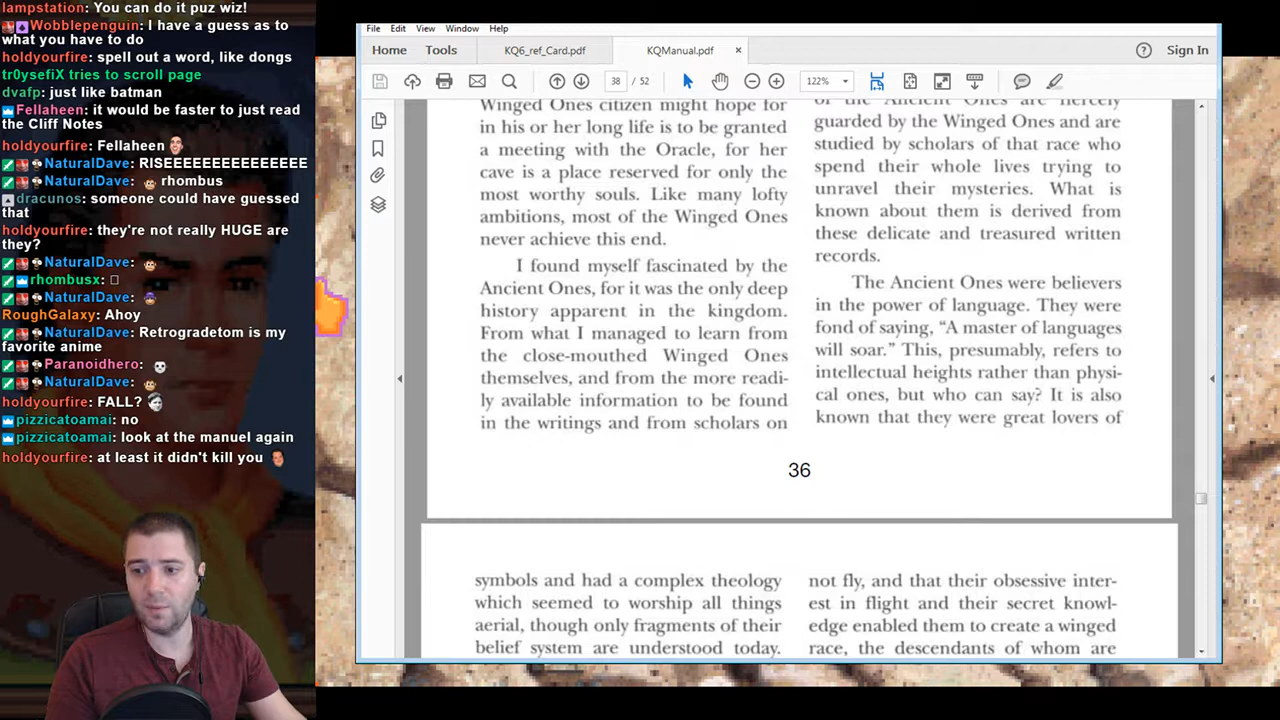 lampstation: You can do it puz wiz!
Wobblepenguin: I have a guess as to
what you have to do
holdyourfire: spell out a word, like dongs
tr0ysefiX tries to scroll page
dvafp: just like batman
Fellaheen: it would be faster to just read
the Cliff Notes
holdyourfire: Fellaheen
NaturalDave: RISEEEEEEEEEEEEEEE
NaturalDave: rhombus
dracunos: someone could have guessed
that
holdyourfire: they're not really HUGE are
they?
NaturalDave:
rhombusx:
NaturalDave:
RoughGalaxy: Ahoy
NaturalDave: Retrogradetom is my
favorite anime
Paranoidhero:
NaturalDave:
holdyourfire: FALL?
pizzicatoamai: no
pizzicatoamai: look at the manuel again
holdyourfire: at least it didn't kill you
File Edit View Window Help
Home Tools KQ6_ref_Card.pdf KQManual.pdf × ? Sign In
38 / 52 122%
Winged Ones citizen might hope for
in his or her long life is to be granted
a meeting with the Oracle, for her
cave is a place reserved for only the
most worthy souls. Like many lofty
ambitions, most of the Winged Ones
never achieve this end.
I found myself fascinated by the
Ancient Ones, for it was the only deep
history apparent in the kingdom.
From what I managed to learn from
the close-mouthed Winged Ones
themselves, and from the more readi-
ly available information to be found
in the writings and from scholars on
of the Ancient Ones are fiercely
guarded by the Winged Ones and are
studied by scholars of that race who
spend their whole lives trying to
unravel their mysteries. What is
known about them is derived from
these delicate and treasured written
records.
The Ancient Ones were believers
in the power of language. They were
fond of saying, “A master of languages
will soar.” This, presumably, refers to
intellectual heights rather than physi-
cal ones, but who can say? It is also
known that they were great lovers of
36
symbols and had a complex theology
which seemed to worship all things
aerial, though only fragments of their
belief system are understood today.
not fly, and that their obsessive inter-
est in flight and their secret knowl-
edge enabled them to create a winged
race, the descendants of whom are